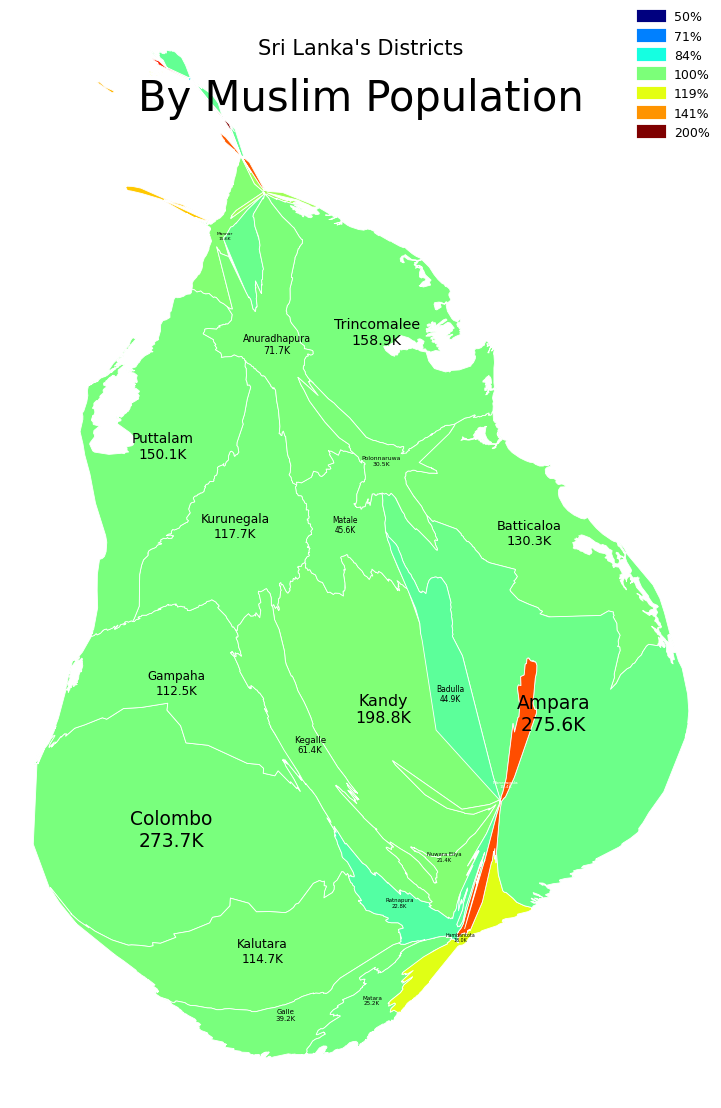 Sri Lanka's Districts
By Muslim Population
50%
71%
84%
100%
119%
141%
200%
Mannar
Trincomalee
158.9K
Anuradhapura
71.7K
Puttalam
150.1K
Polonnaruwa
30.5K
Kurunegala
117.7K
Matale
45.6K
Batticaloa
130.3K
Gampaha
112.5K
Kandy
198.8K
Badulla
44.9K
Ampara
275.6K
Kegalle
61.4K
Colombo
273.7K
Nuwara Eliya
21.4K
Ratnapura
22.8K
Hambantota
18.0K
Kalutara
114.7K
Matara
25.2K
Galle
39.2K